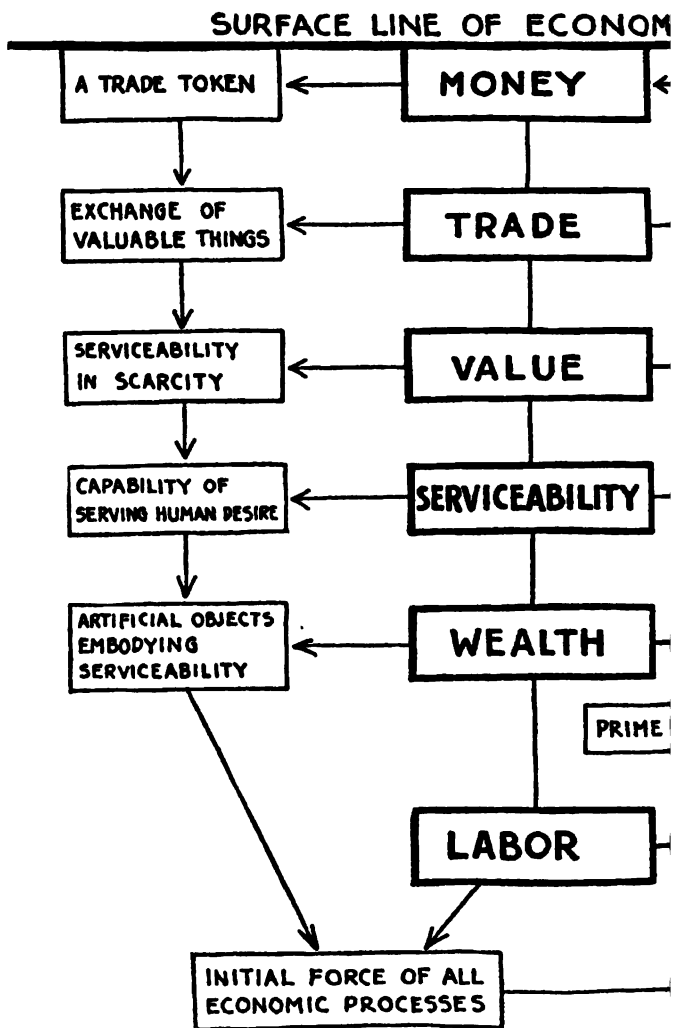 SURFACE LINE OF ECONOM
A TRADE TOKEN
MONEY
EXCHANGE OF
VALUABLE THINGS
TRADE
SERVICEABILITY
IN SCARCITY
VALUE
CAPABILITY OF
SERVING HUMAN DESIRE
SERVICEABILITY
ARTIFICIAL OBJECTS
EMBODYING
SERVICEABILITY
WEALTH
PRIME
LABOR
INITIAL FORCE OF ALL
ECONOMIC PROCESSES